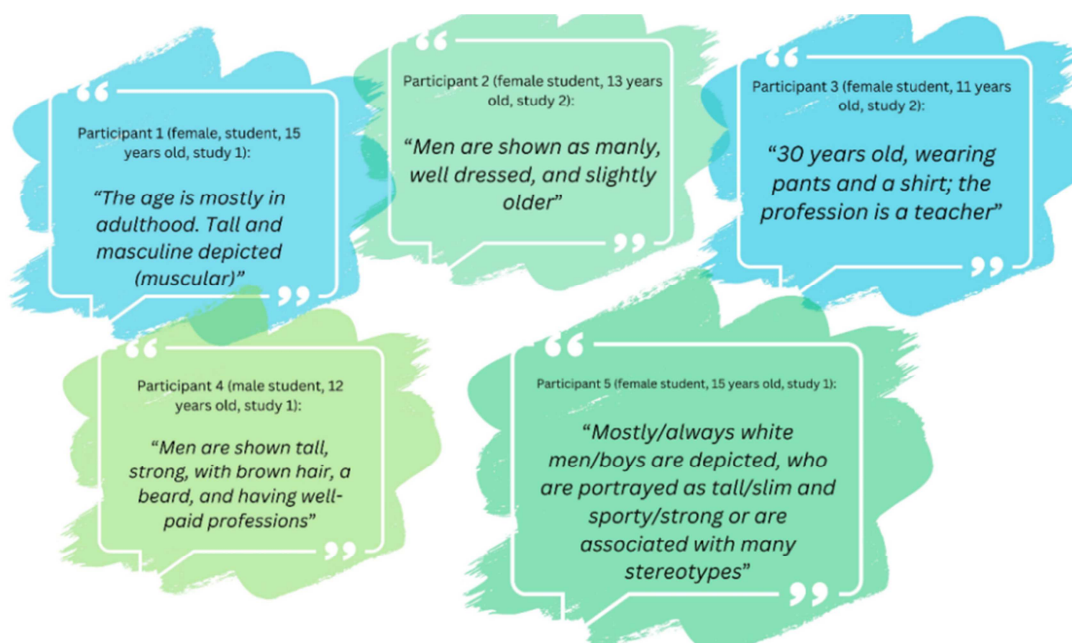 Participant 1 (female, student, 15
years old, study 1):
“The age is mostly in
adulthood. Tall and
masculine depicted
(muscular)”
Participant 2 (female student, 13 years
old, study 2):
“Men are shown as manly,
well dressed, and slightly
older”
Participant 3 (female student, 11 years
old, study 2):
“30 years old, wearing
pants and a shirt; the
profession is a teacher”
Participant 4 (male student, 12
years old, study 1):
“Men are shown tall,
strong, with brown hair, a
beard, and having well-
paid professions”
Participant 5 (female student, 15 years old, study 1):
“Mostly/always white
men/boys are depicted, who
are portrayed as tall/slim and
sporty/strong or are
associated with many
stereotypes”